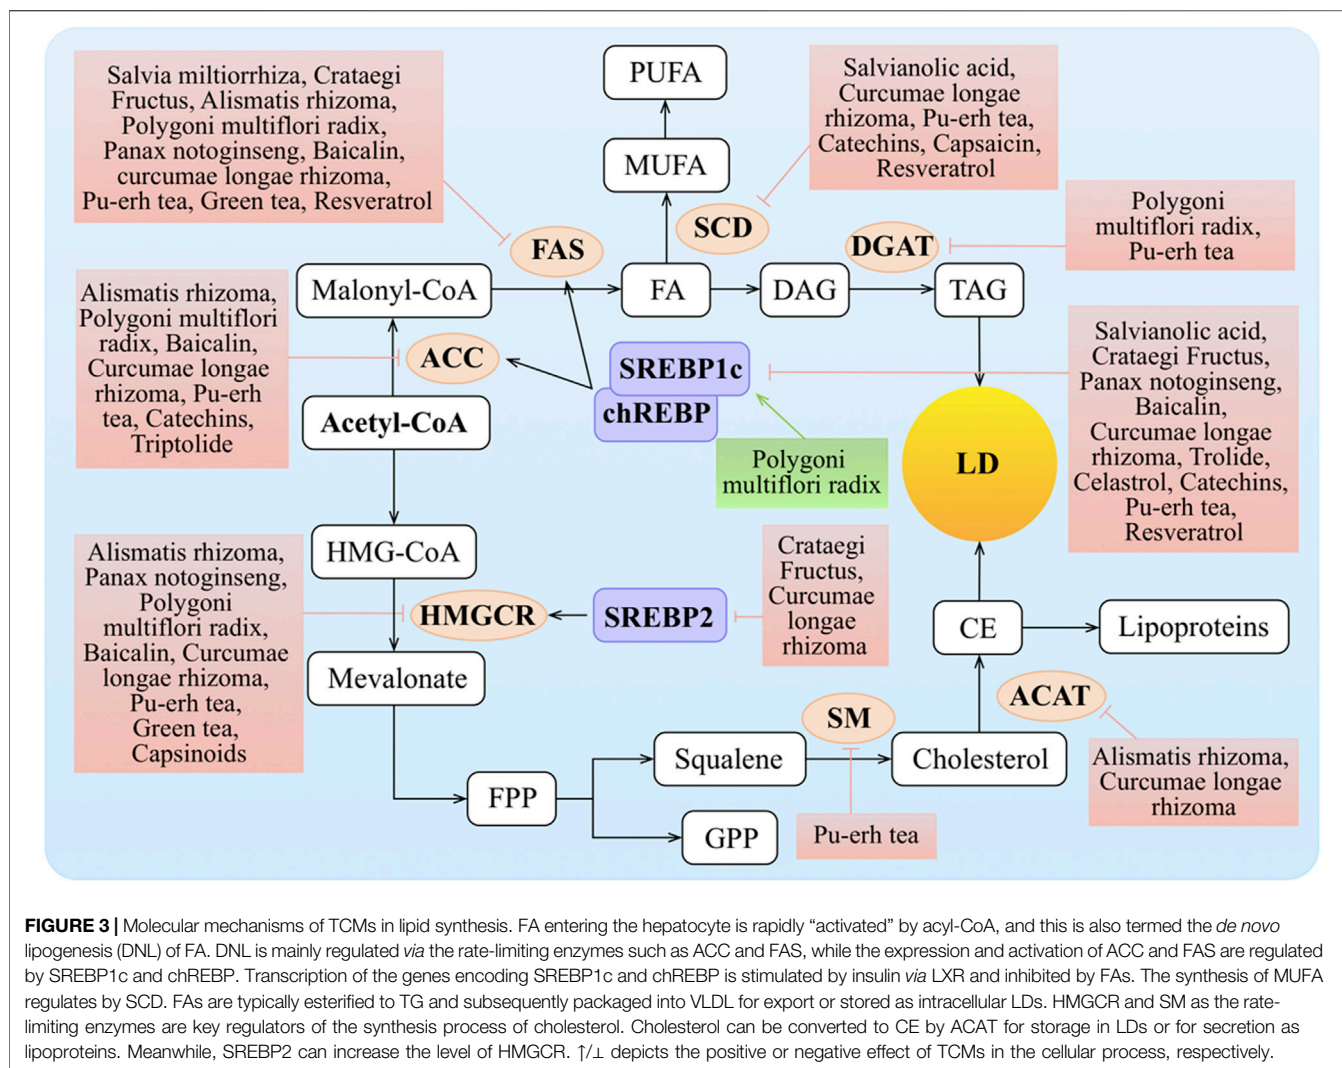 Salvia miltiorrhiza, Crataegi
Fructus, Alismatis rhizoma,
Polygoni multiflori radix,
Panax notoginseng, Baicalin,
curcumae longae rhizoma,
Pu-erh tea, Green tea, Resveratrol
PUFA
MUFA
Salvianolic acid,
Curcumae longae
rhizoma, Pu-erh tea,
Catechins, Capsaicin,
Resveratrol
SCD
FAS
DGAT
Polygoni
multiflori radix,
Pu-erh tea
Malonyl-CoA
FA
DAG
TAG
Alismatis rhizoma,
Polygoni multiflori
radix, Baicalin,
Curcumae longae
rhizoma, Pu-erh
tea, Catechins,
Triptolide
ACC
SREBP1c
chREBP
Acetyl-CoA
Polygoni
multiflori radix
LD
Salvianolic acid,
Crataegi Fructus,
Panax notoginseng,
Baicalin,
Curcumae longae
rhizoma, Trolide,
Celastrol, Catechins,
Pu-erh tea,
Resveratrol
HMG-CoA
Alismatis rhizoma,
Panax notoginseng,
Polygoni
multiflori radix,
Baicalin, Curcumae
longae rhizoma,
Pu-erh tea,
Green tea,
Capsinoids
HMGCR
SREBP2
Crataegi
Fructus,
Curcumae
longae
rhizoma
CE
Lipoproteins
Mevalonate
SM
ACAT
Squalene
Cholesterol
Alismatis rhizoma,
Curcumae longae
rhizoma
FPP
GPP
Pu-erh tea
FIGURE 3 | Molecular mechanisms of TCMs in lipid synthesis. FA entering the hepatocyte is rapidly “activated” by acyl-CoA, and this is also termed the de novo
lipogenesis (DNL) of FA. DNL is mainly regulated via the rate-limiting enzymes such as ACC and FAS, while the expression and activation of ACC and FAS are regulated
by SREBP1c and chREBP. Transcription of the genes encoding SREBP1c and chREBP is stimulated by insulin via LXR and inhibited by FAs. The synthesis of MUFA
regulates by SCD. FAs are typically esterified to TG and subsequently packaged into VLDL for export or stored as intracellular LDs. HMGCR and SM as the rate-
limiting enzymes are key regulators of the synthesis process of cholesterol. Cholesterol can be converted to CE by ACAT for storage in LDs or for secretion as
lipoproteins. Meanwhile, SREBP2 can increase the level of HMGCR. ↑/⊥ depicts the positive or negative effect of TCMs in the cellular process, respectively.